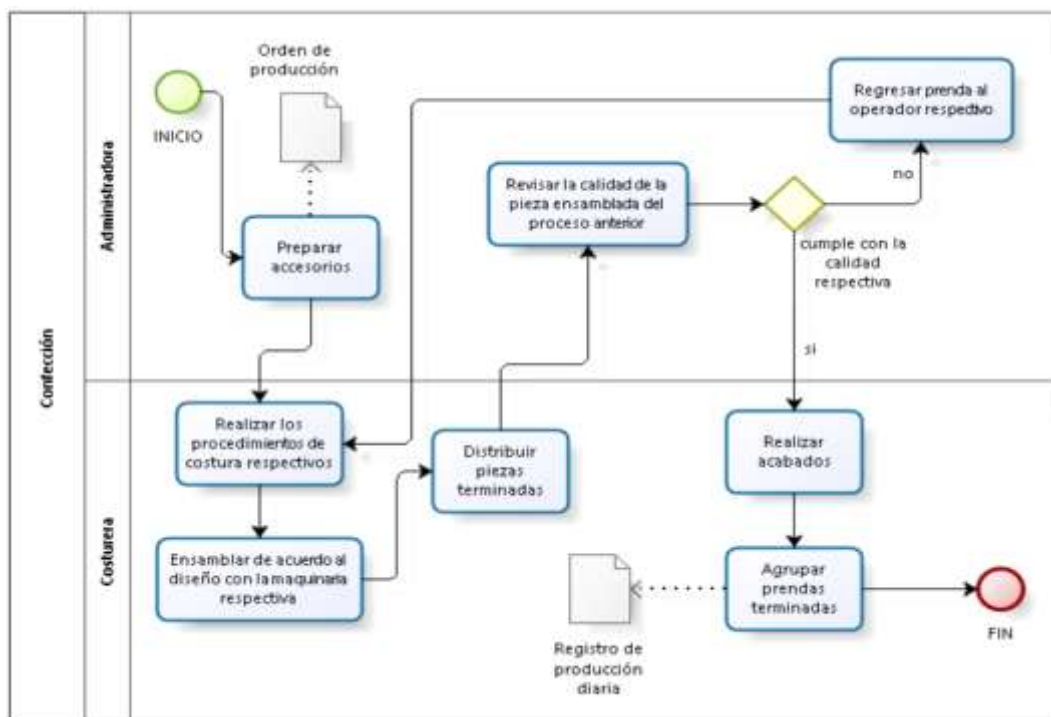 Confección
Administradora
Costurera
INICIO
Orden de
producción
Preparar
accesorios
Revisar la calidad de la
pieza ensamblada del
proceso anterior
Regresar prenda al
operador respectivo
no
cumple con la
calidad
respectiva
si
Realizar los
procedimientos de
costura respectivos
Ensamblar de acuerdo al
diseño con la maquinaria
respectiva
Distribuir
piezas
terminadas
Realizar
acabados
Agrupar
prendas
terminadas
Registro de
producción
diaria
FIN